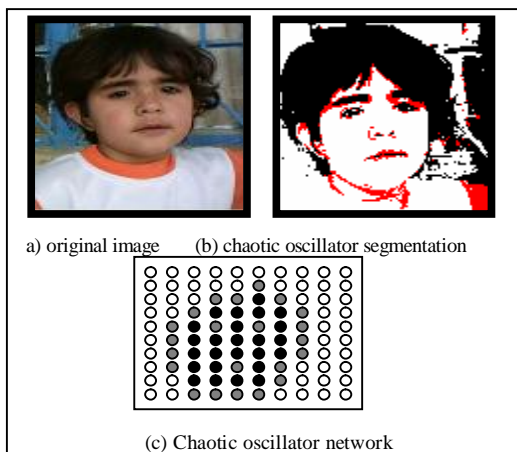 a) original image (b) chaotic oscillator segmentation
(c) Chaotic oscillator network